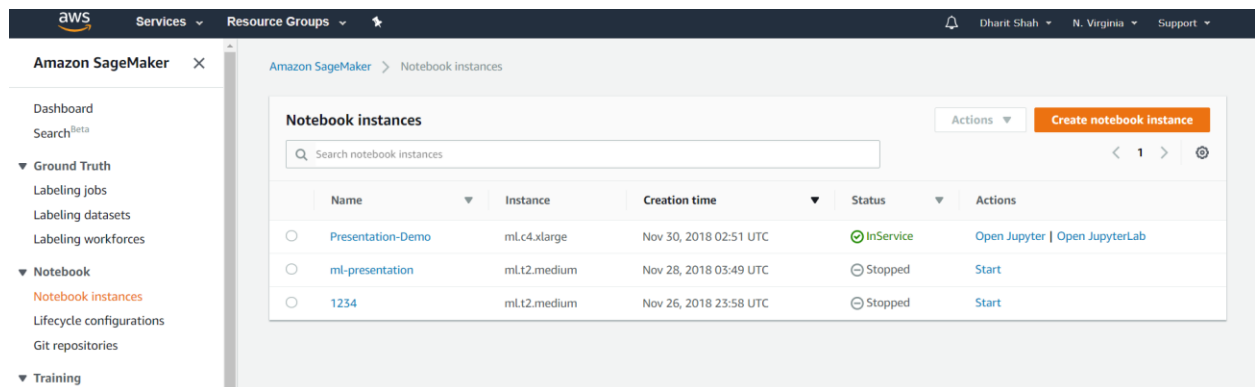 aws Services Resource Groups Dharit Shah N. Virginia Support
Amazon SageMaker
Dashboard
Search Beta
Ground Truth
Labeling jobs
Labeling datasets
Labeling workforces
Notebook
Notebook instances
Lifecycle configurations
Git repositories
Training
Amazon SageMaker > Notebook instances
Notebook instances Actions Create notebook instance
Search notebook instances < 1 >
Name Instance Creation time Status Actions
Presentation-Demo ml.c4.xlarge Nov 30, 2018 02:51 UTC InService Open Jupyter | Open JupyterLab
ml-presentation ml.t2.medium Nov 28, 2018 03:49 UTC Stopped Start
1234 ml.t2.medium Nov 26, 2018 23:58 UTC Stopped Start